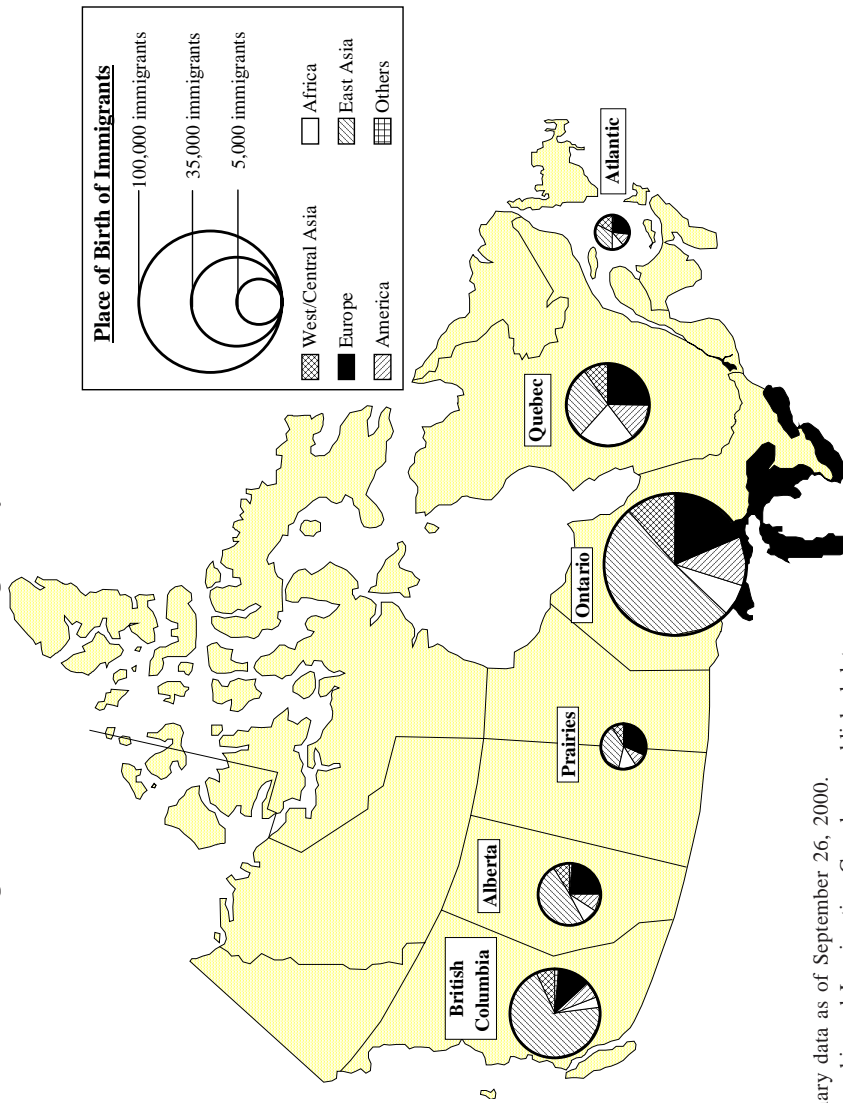 Place of Birth of Immigrants
100,000 immigrants
35,000 immigrants
5,000 immigrants
West/Central Asia
Africa
Europe
East Asia
America
Others
British
Columbia
Alberta
Prairies
Ontario
Quebec
Atlantic
data as of September 26, 2000.